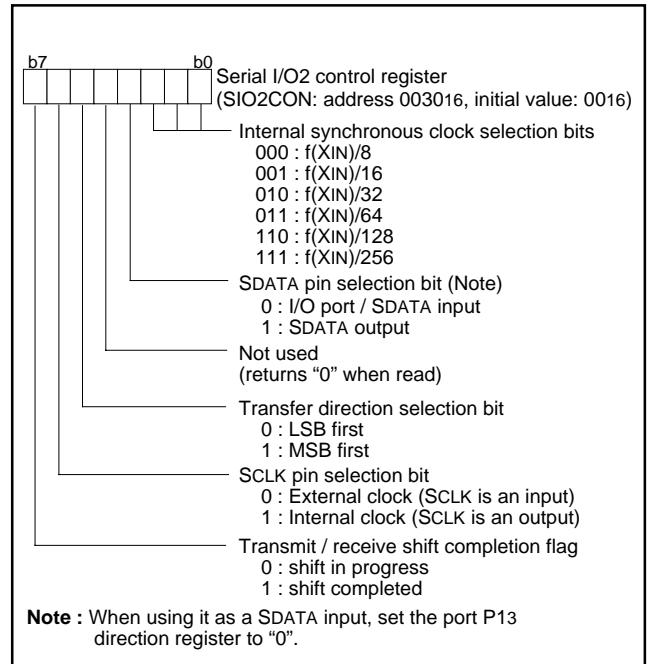 b7 b0
Serial I/O2 control register
(SIO2CON: address 003016, initial value: 0016)
Internal synchronous clock selection bits
000 : f(XIN)/8
001 : f(XIN)/16
010 : f(XIN)/32
011 : f(XIN)/64
110 : f(XIN)/128
111 : f(XIN)/256
SDATA pin selection bit (Note)
0 : I/O port / SDATA input
1 : SDATA output
Not used
(returns “0” when read)
Transfer direction selection bit
0 : LSB first
1 : MSB first
SCLK pin selection bit
0 : External clock (SCLK is an input)
1 : Internal clock (SCLK is an output)
Transmit / receive shift completion flag
0 : shift in progress
1 : shift completed
Note : When using it as a SDATA input, set the port P13
direction register to “0”.